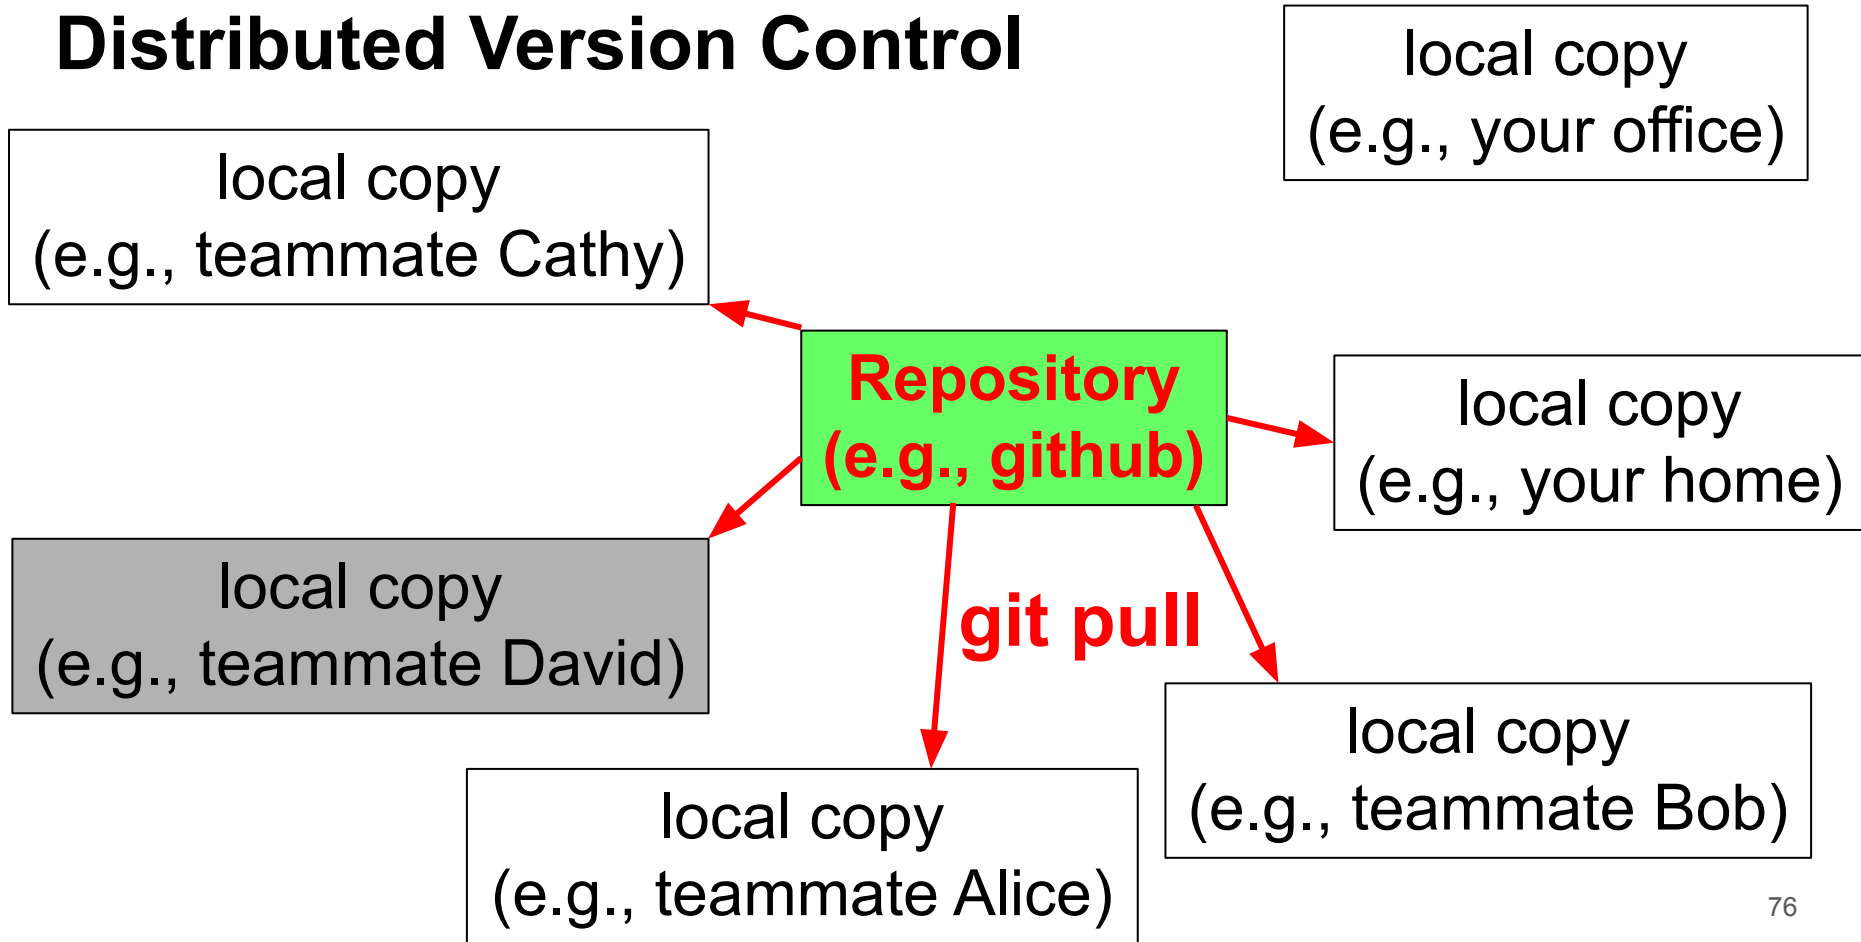 Distributed Version Control
local copy
(e.g., your office)
local copy
(e.g., teammate Cathy)
Repository
(e.g., github)
local copy
(e.g., your home)
local copy
(e.g., teammate David)
git pull
local copy
(e.g., teammate Bob)
local copy
(e.g., teammate Alice)
76